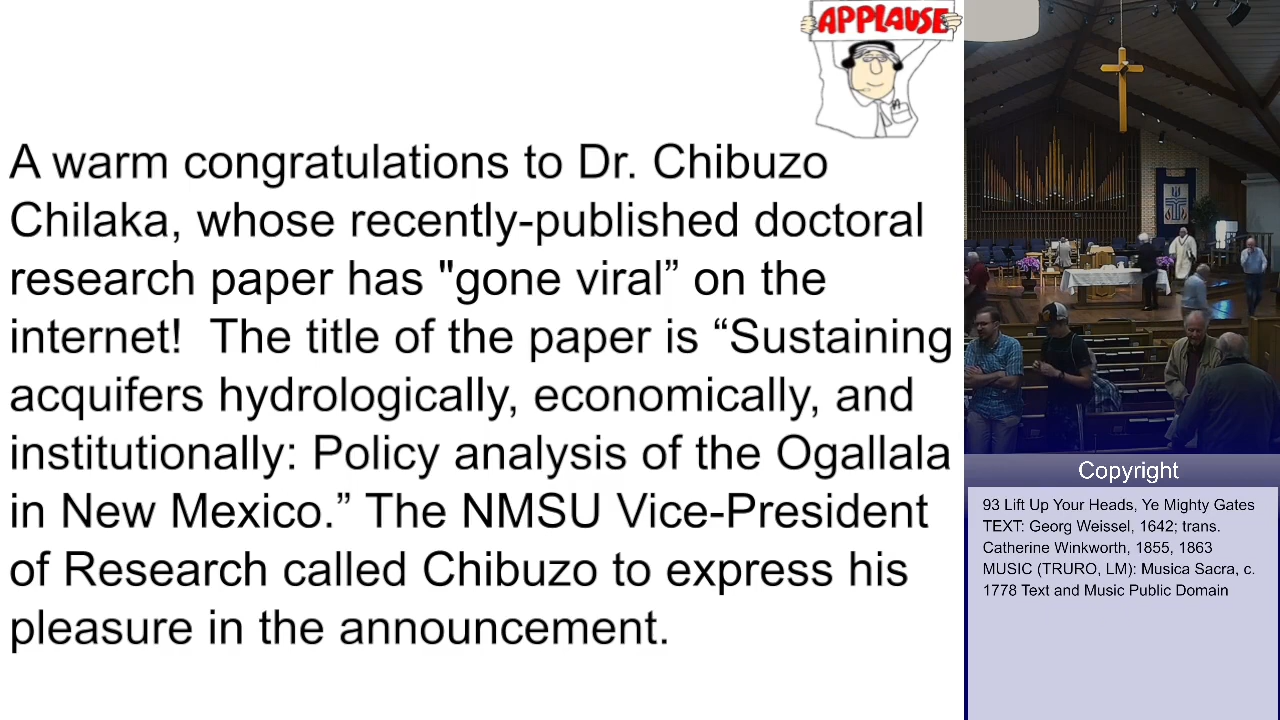 APPLAUSE
A warm congratulations to Dr. Chibuzo
Chilaka, whose recently-published doctoral
research paper has "gone viral” on the
internet!  The title of the paper is “Sustaining
acquifers hydrologically, economically, and
institutionally: Policy analysis of the Ogallala
in New Mexico.” The NMSU Vice-President
of Research called Chibuzo to express his
pleasure in the announcement.
Copyright
93 Lift Up Your Heads, Ye Mighty Gates
TEXT: Georg Weissel, 1642; trans.
Catherine Winkworth, 1855, 1863
MUSIC (TRURO, LM): Musica Sacra, c.
1778 Text and Music Public Domain